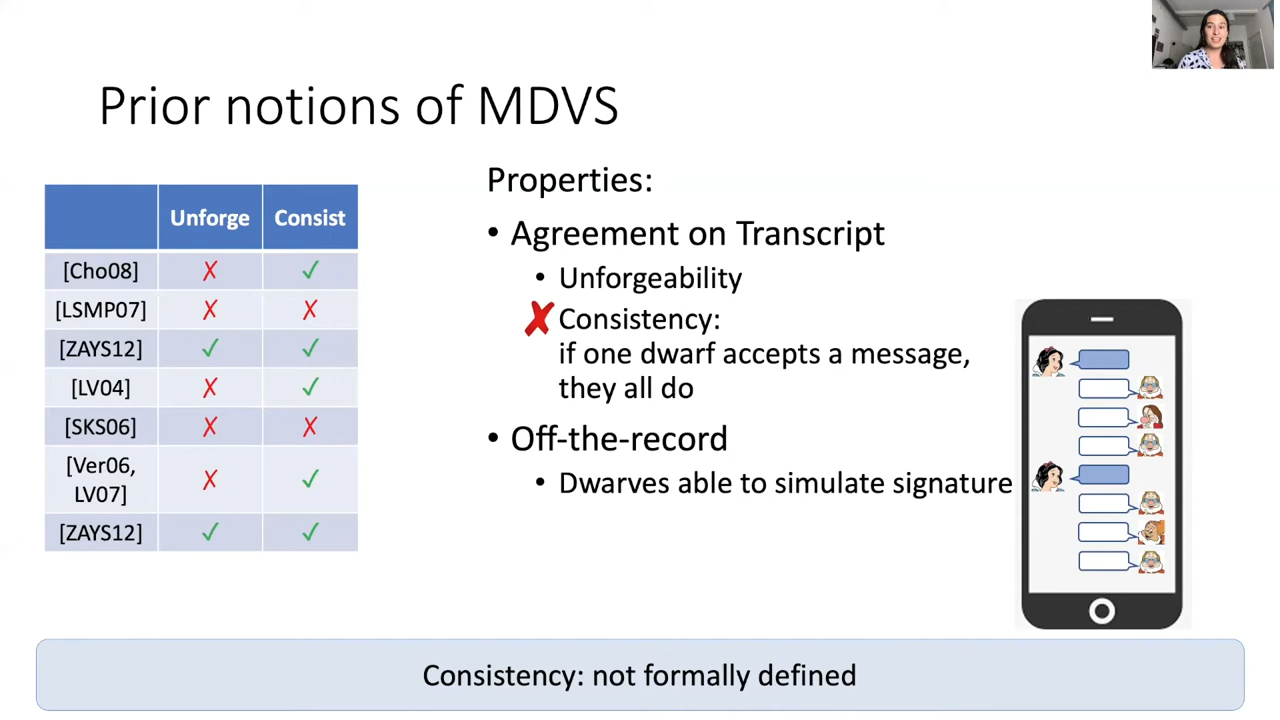 Prior notions of MDVS
Unforge Consist
[Cho08] ✗ ✓
[LSMP07] ✗ ✗
[ZAYS12] ✓ ✓
[LV04] ✗ ✓
[SKS06] ✗ ✗
[Ver06,
LV07] ✗ ✓
[ZAYS12] ✓ ✓
Properties:
• Agreement on Transcript
• Unforgeability
✗ Consistency:
if one dwarf accepts a message,
they all do
• Off-the-record
• Dwarves able to simulate signature
Consistency: not formally defined